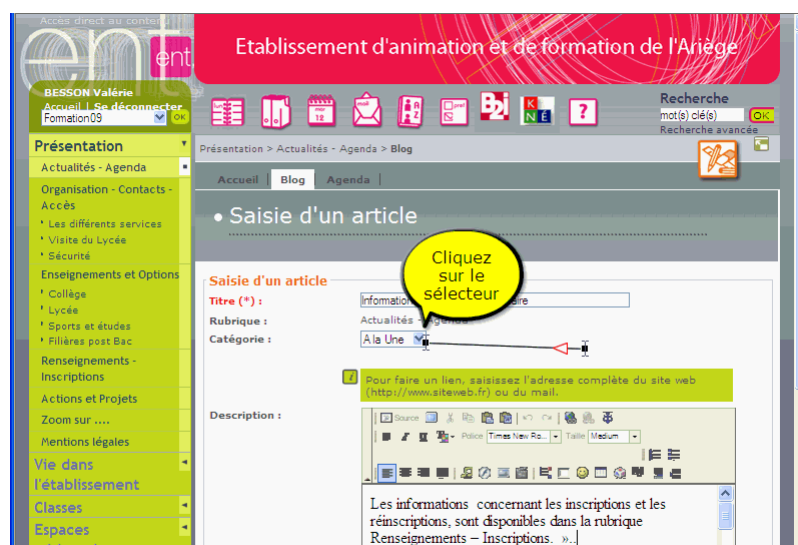 Accès direct au contenu
ent
ent
Etablissement d'animation et de formation de l'Ariège
BESSON Valérie
Accueil | Se déconnecter
Formation09
OK
mail
nov
12
A
Z
B2i
K
N É
?
Recherche
mot(s) clé(s)
OK
Recherche avancée
Présentation
Actualités - Agenda
Organisation - Contacts -
Accès
Les différents services
Visite du Lycée
Sécurité
Enseignements et Options
Collège
Lycée
Sports et études
Filières post Bac
Renseignements -
Inscriptions
Actions et Projets
Zoom sur ....
Mentions légales
Vie dans
l'établissement
Classes
Espaces
Présentation > Actualités - Agenda > Blog
Accueil | Blog Agenda |
• Saisie d'un article
Cliquez
sur le
sélecteur
Saisie d'un article
Titre (*) :
Rubrique :
Actualités - Agenda
Catégorie :
A la Une
i
Pour faire un lien, saisissez l'adresse complète du site web
(http://www.siteweb.fr) ou du mail.
Description :
Source
Police Times New Ro... Taille Medium
Les informations concernant les inscriptions et les
réinscriptions, sont disponibles dans la rubrique
Renseignements – Inscriptions. »..